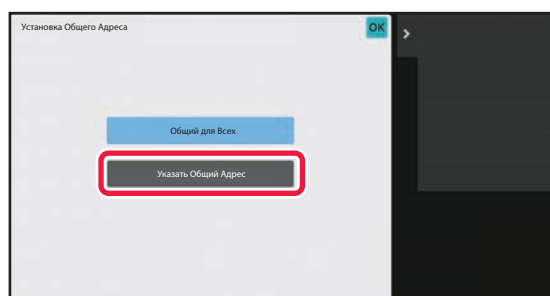 Установка Общего Адреса
OK
Общий для Всех
Указать Общий Адрес